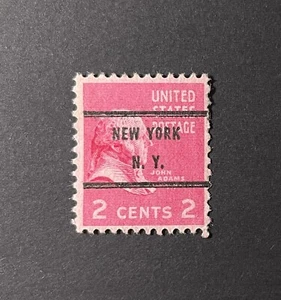 UNITED
STATES
POSTAGE
NEW YORK
N. Y.
JOHN
ADAMS
2 CENTS 2